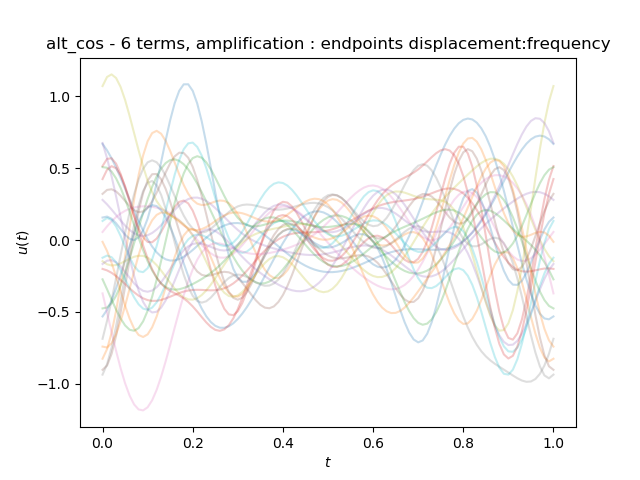 alt_cos - 6 terms, amplification : endpoints displacement:frequency
1.0
0.5
0.0
−0.5
−1.0
u(t)
0.0 0.2 0.4 0.6 0.8 1.0
t